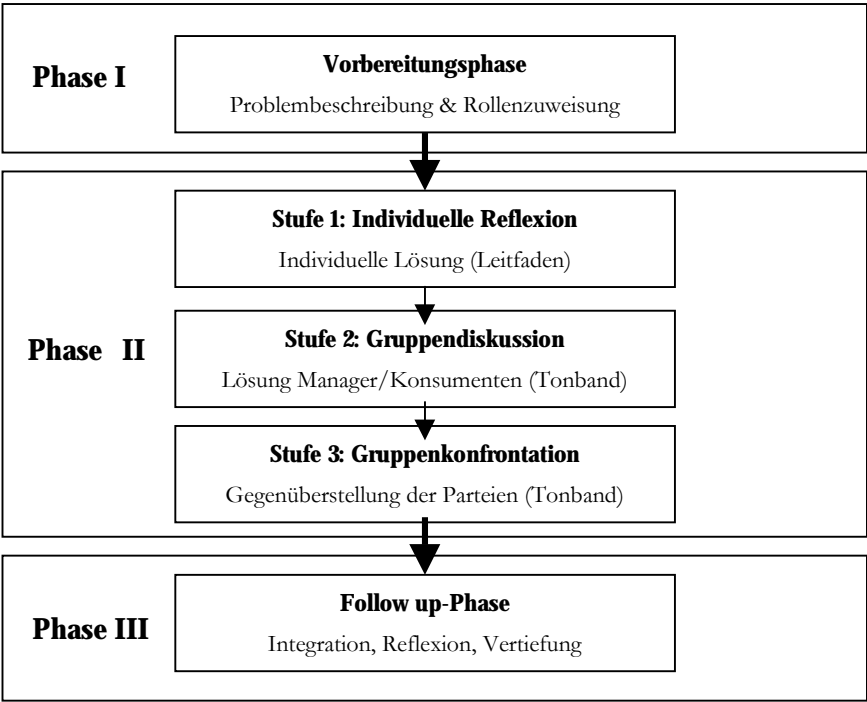 Phase I
Vorbereitungsphase
Problembeschreibung & Rollenzuweisung
Phase II
Stufe 1: Individuelle Reflexion
Individuelle Lösung (Leitfaden)
Stufe 2: Gruppendiskussion
Lösung Manager/Konsumenten (Tonband)
Stufe 3: Gruppenkonfrontation
Gegenüberstellung der Parteien (Tonband)
Phase III
Follow up-Phase
Integration, Reflexion, Vertiefung